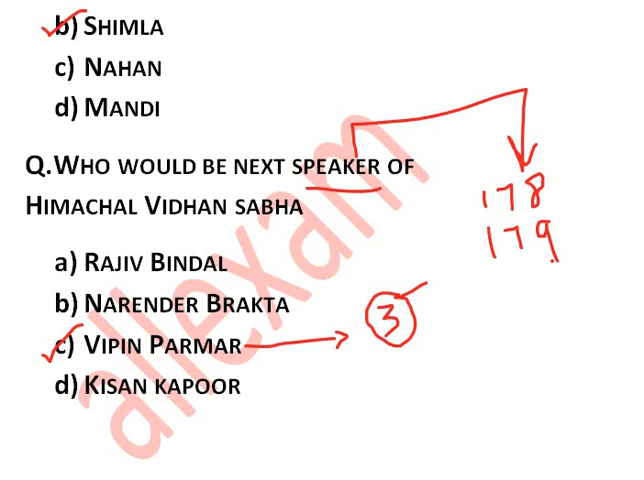 b) SHIMLA
c) NAHAN
d) MANDI
Q.WHO WOULD BE NEXT SPEAKER OF
HIMACHAL VIDHAN SABHA
178
179
a) RAJIV BINDAL
b) NARENDER BRAKTA
c) VIPIN PARMAR
3
d) KISAN KAPOOR
allexam